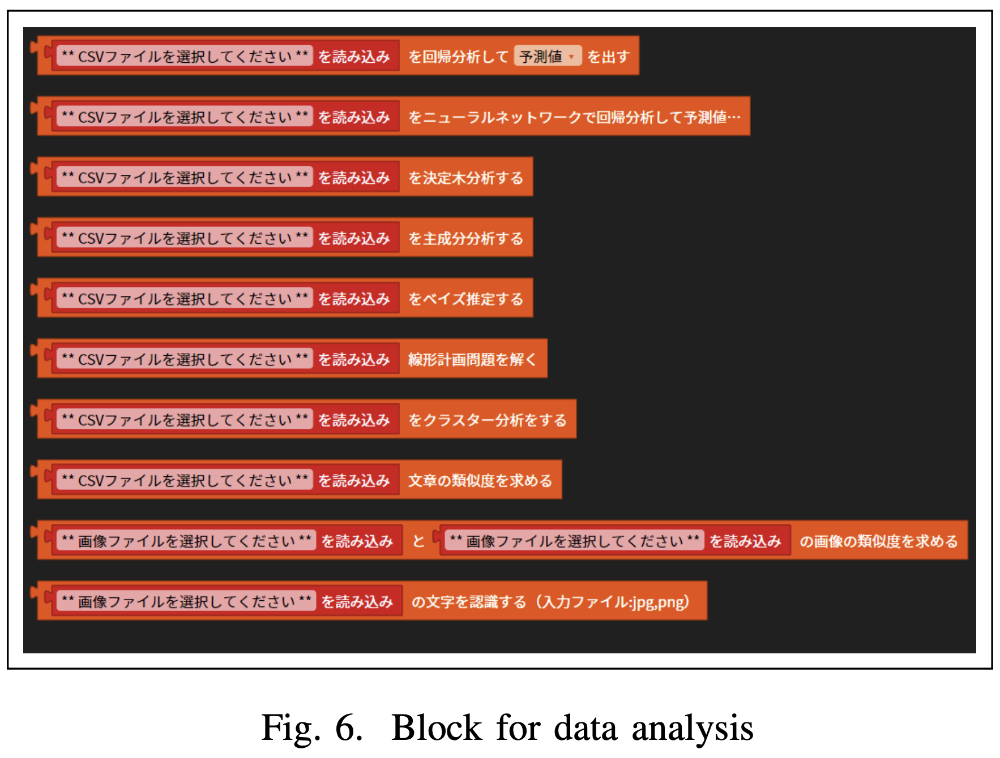 ** CSVファイルを選択してください ** を読み込み を回帰分析して 予測値 を出す
** CSVファイルを選択してください ** を読み込み をニューラルネットワークで回帰分析して予測値…
** CSVファイルを選択してください ** を読み込み を決定木分析する
** CSVファイルを選択してください ** を読み込み を主成分分析する
** CSVファイルを選択してください ** を読み込み をベイズ推定する
** CSVファイルを選択してください ** を読み込み 線形計画問題を解く
** CSVファイルを選択してください ** を読み込み をクラスター分析をする
** CSVファイルを選択してください ** を読み込み 文章の類似度を求める
** 画像ファイルを選択してください ** を読み込み と ** 画像ファイルを選択してください ** を読み込み の画像の類似度を求める
** 画像ファイルを選択してください ** を読み込み の文字を認識する（入力ファイル:jpg,png）
Fig. 6. Block for data analysis